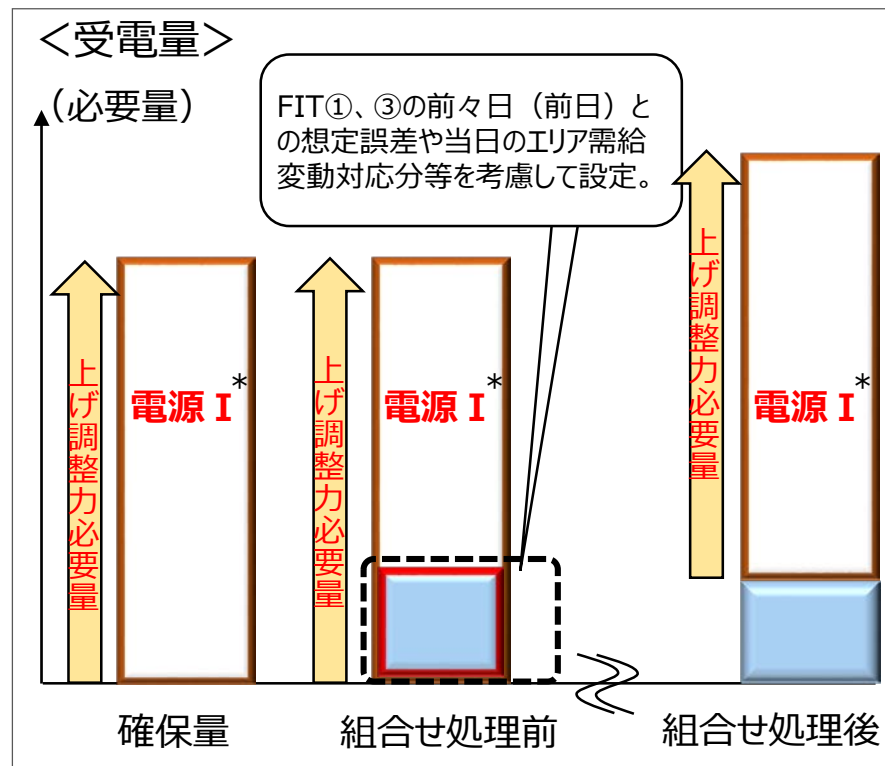 ＜受電量＞
（必要量）
FIT①、③の前々日（前日）と
の想定誤差や当日のエリア需給
変動対応分等を考慮して設定。
上げ調整力必要量
電源Ⅰ*
上げ調整力必要量
電源Ⅰ*
上げ調整力必要量
電源Ⅰ*
確保量
組合せ処理前
組合せ処理後